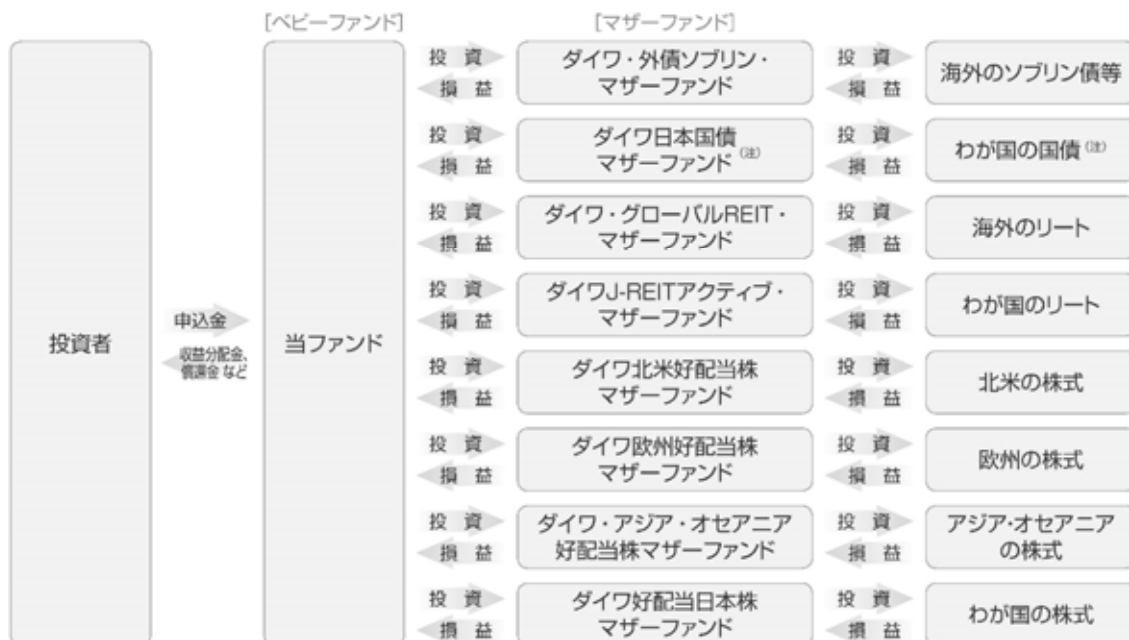 [ベビーファンド]
[マザーファンド]
投資者
申込金
収益分配金、
償還金 など
当ファンド
投 資
損 益
ダイワ・外債ソブリン・
マザーファンド
投 資
損 益
海外のソブリン債等
投 資
損 益
ダイワ日本国債
マザーファンド (注)
投 資
損 益
わが国の国債 (注)
投 資
損 益
ダイワ・グローバルREIT・
マザーファンド
投 資
損 益
海外のリート
投 資
損 益
ダイワJ-REITアクティブ・
マザーファンド
投 資
損 益
わが国のリート
投 資
損 益
ダイワ北米好配当株
マザーファンド
投 資
損 益
北米の株式
投 資
損 益
ダイワ欧州好配当株
マザーファンド
投 資
損 益
欧州の株式
投 資
損 益
ダイワ・アジア・オセアニア
好配当株マザーファンド
投 資
損 益
アジア・オセアニア
の株式
投 資
損 益
ダイワ好配当日本株
マザーファンド
投 資
損 益
わが国の株式